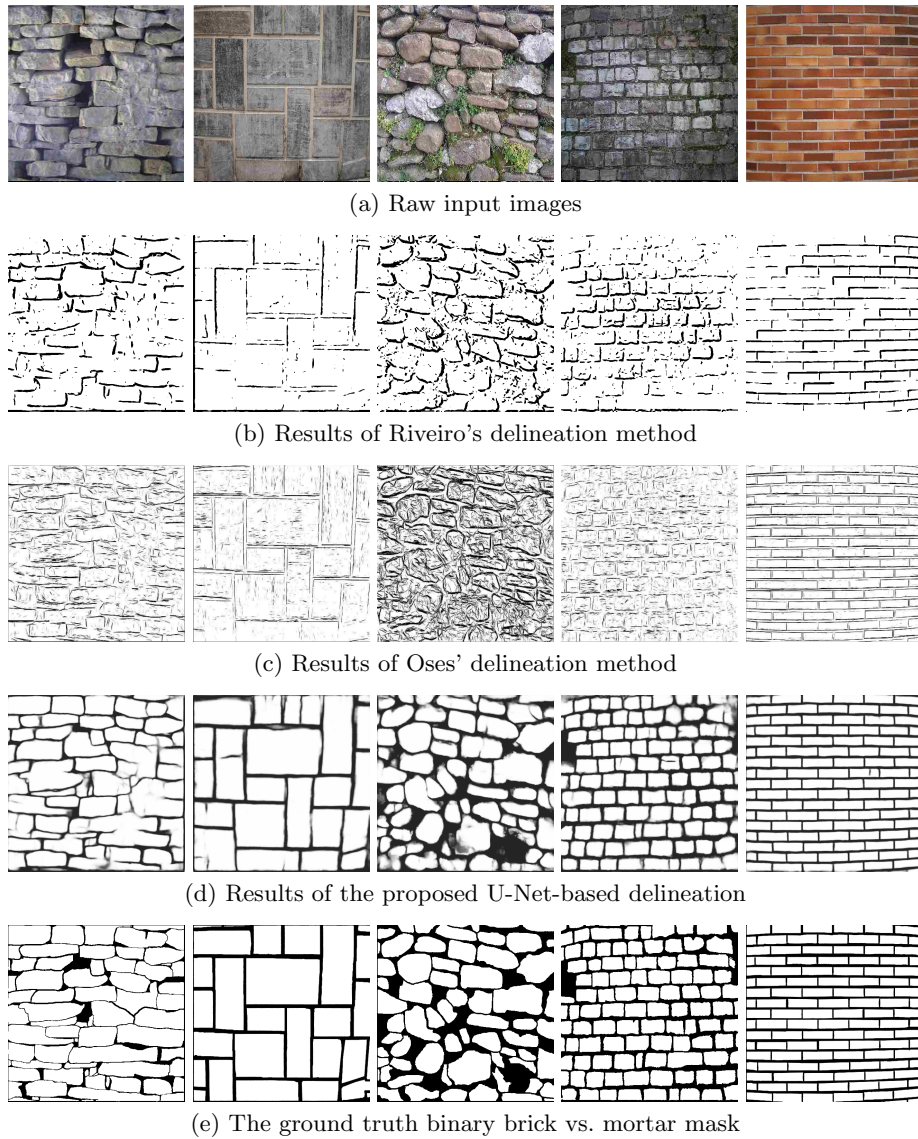 (a) Raw input images
(b) Results of Riveiro's delineation method
(c) Results of Oses' delineation method
(d) Results of the proposed U-Net-based delineation
(e) The ground truth binary brick vs. mortar mask